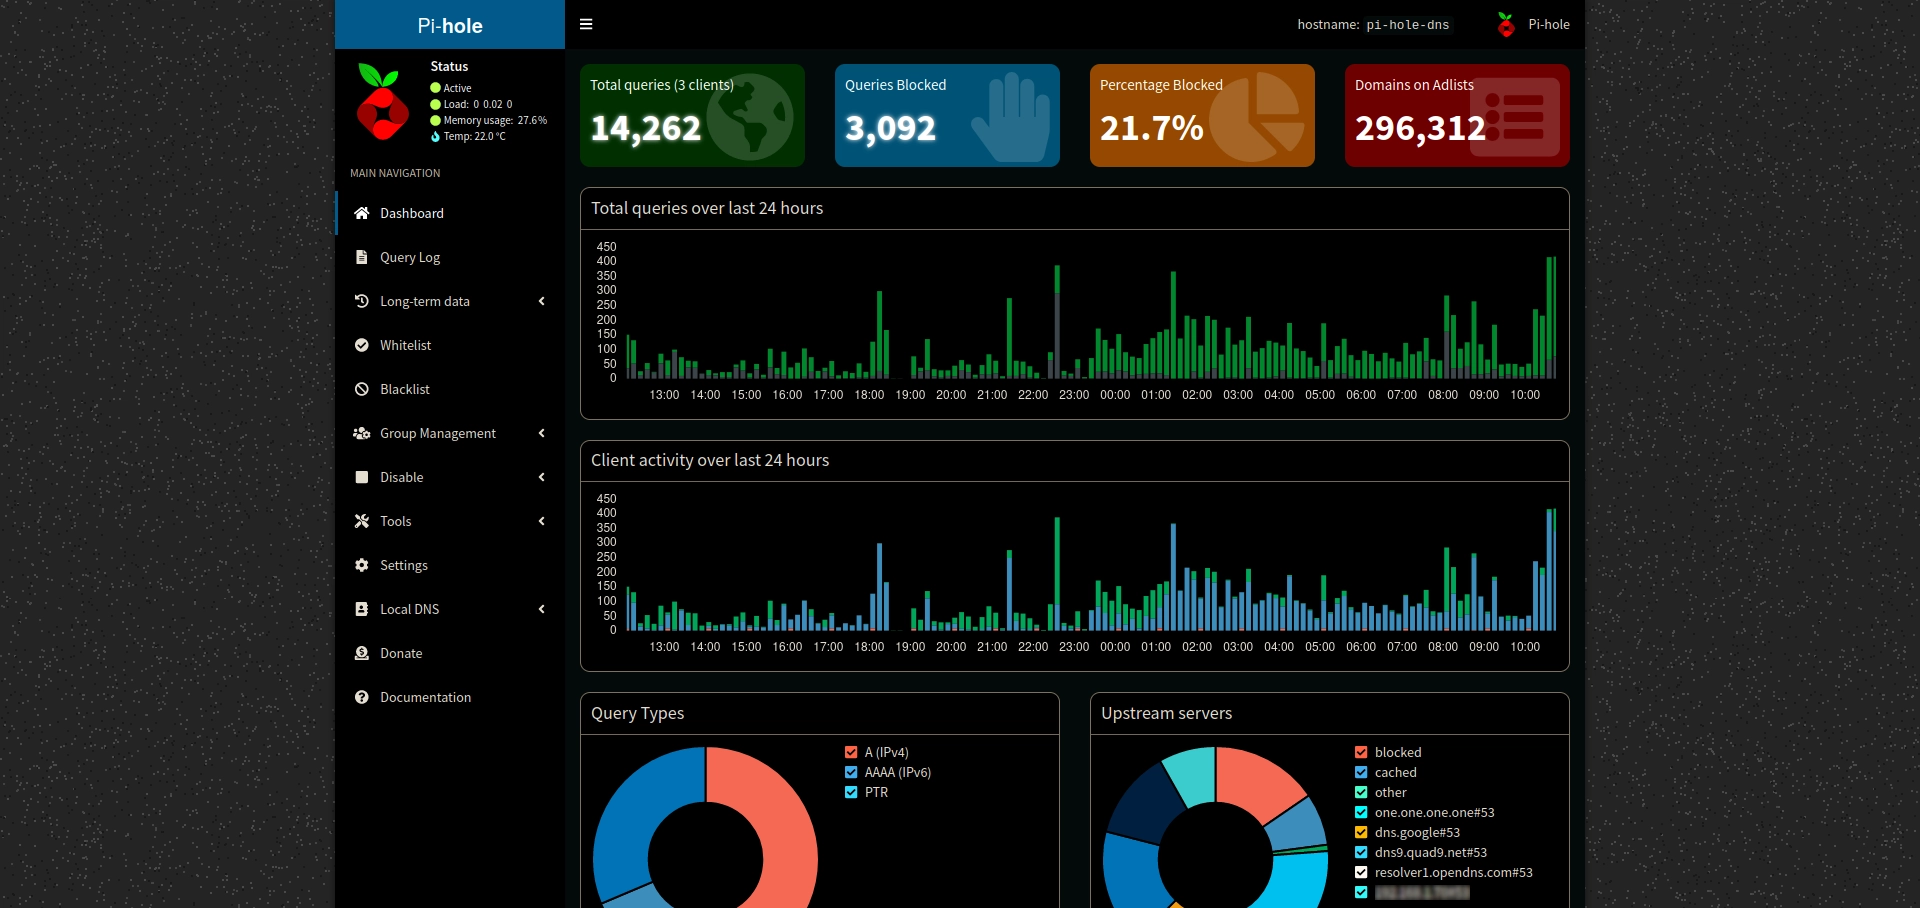 Pi-hole
hostname: pi-hole-dns
Pi-hole
Status
Active
Load: 0 0.02 0
Memory usage: 27.6%
Temp: 22.0 °C
MAIN NAVIGATION
Dashboard
Query Log
Long-term data
Whitelist
Blacklist
Group Management
Disable
Tools
Settings
Local DNS
Donate
Documentation
Total queries (3 clients)
14,262
Queries Blocked
3,092
Percentage Blocked
21.7%
Domains on Adlists
296,312
Total queries over last 24 hours
450
400
350
300
250
200
150
100
50
0
13:00 14:00 15:00 16:00 17:00 18:00 19:00 20:00 21:00 22:00 23:00 00:00 01:00 02:00 03:00 04:00 05:00 06:00 07:00 08:00 09:00 10:00
Client activity over last 24 hours
450
400
350
300
250
200
150
100
50
0
13:00 14:00 15:00 16:00 17:00 18:00 19:00 20:00 21:00 22:00 23:00 00:00 01:00 02:00 03:00 04:00 05:00 06:00 07:00 08:00 09:00 10:00
Query Types
A (IPv4)
AAAA (IPv6)
PTR
Upstream servers
blocked
cached
other
one.one.one.one#53
dns.google#53
dns9.quad9.net#53
resolver1.opendns.com#53